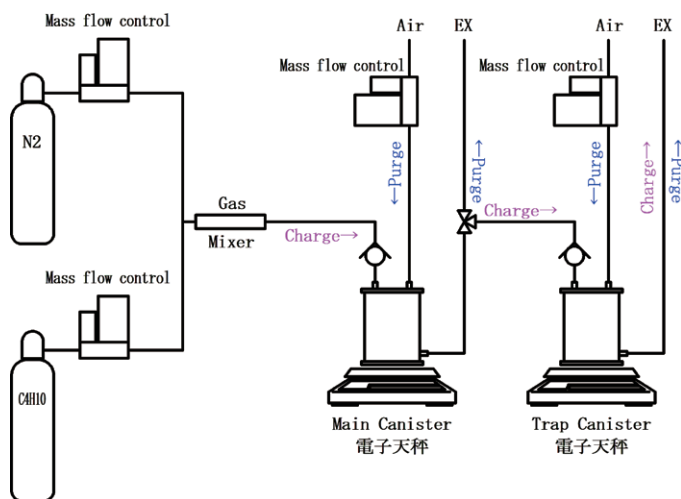 Mass flow control
N2
Mass flow control
C4H10
Gas
Mixer
Charge→
Air
EX
Mass flow control
←Purge
←Purge
Main Canister
電子天秤
Charge→
Air
EX
Mass flow control
←Purge
Charge→
←Purge
Trap Canister
電子天秤